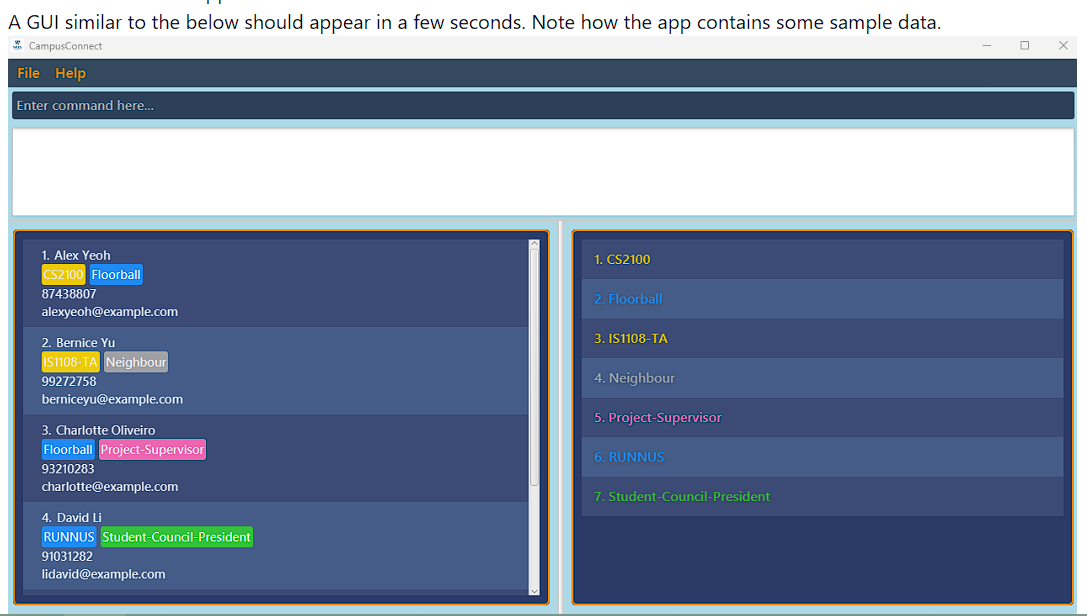 A GUI similar to the below should appear in a few seconds. Note how the app contains some sample data.
CampusConnect
File Help
Enter command here...
1. Alex Yeoh
CS2100 Floorball
87438807
alexyeoh@example.com
2. Bernice Yu
IS1108-TA Neighbour
99272758
berniceyu@example.com
3. Charlotte Oliveiro
Floorball Project-Supervisor
93210283
charlotte@example.com
4. David Li
RUNNUS Student-Council-President
91031282
lidavid@example.com
1. CS2100
2. Floorball
3. IS1108-TA
4. Neighbour
5. Project-Supervisor
6. RUNNUS
7. Student-Council-President